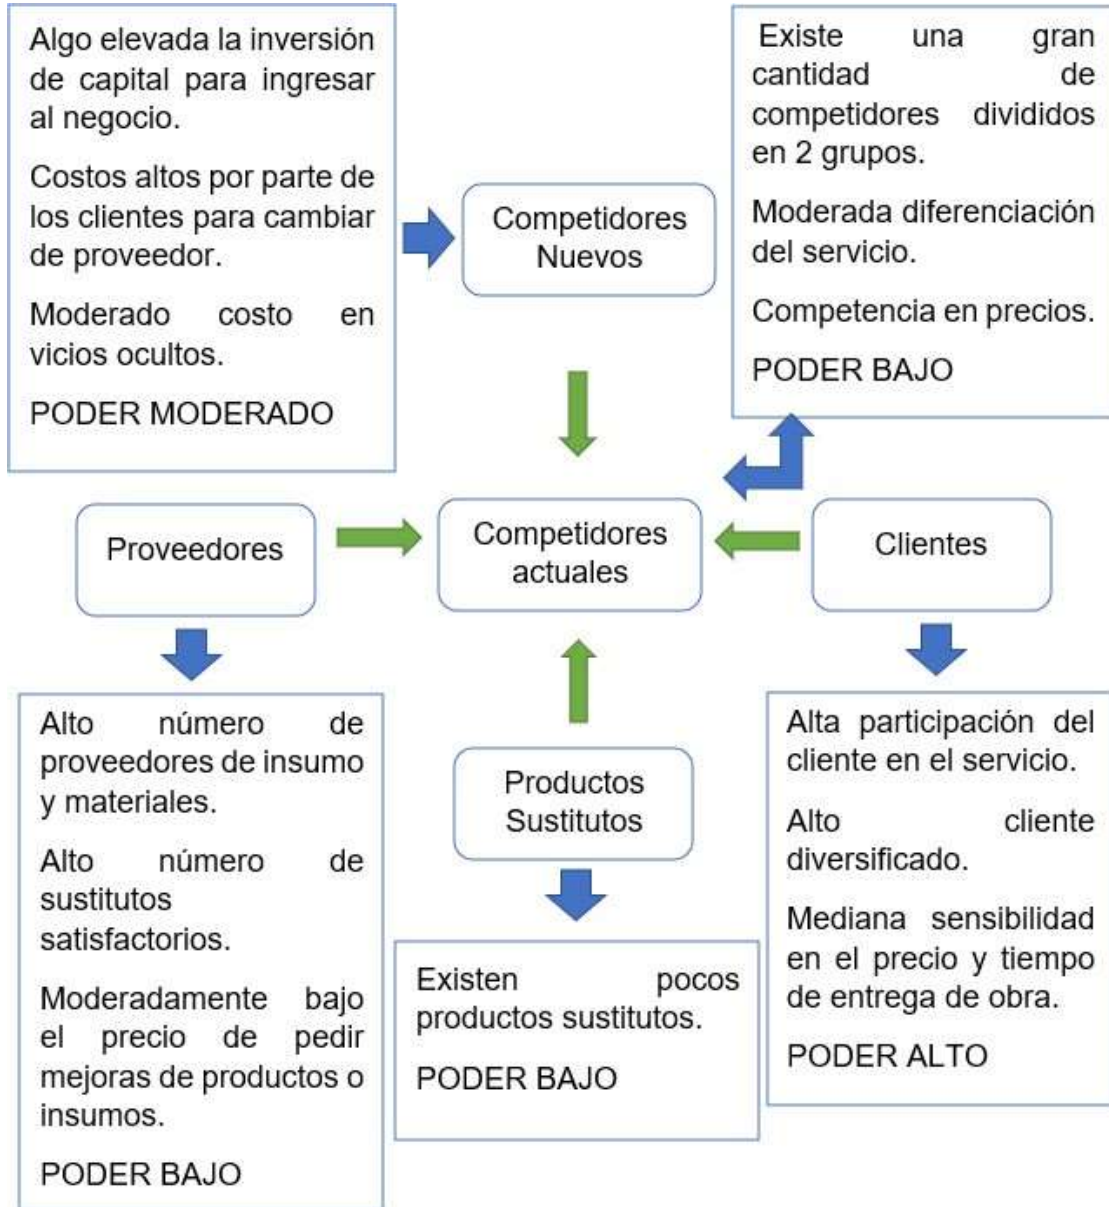 Algo elevada la inversión
de capital para ingresar
al negocio.
Costos altos por parte de
los clientes para cambiar
de proveedor.
Moderado costo en
vicios ocultos.
PODER MODERADO
Competidores
Nuevos
Existe una gran
cantidad de
competidores divididos
en 2 grupos.
Moderada diferenciación
del servicio.
Competencia en precios.
PODER BAJO
Proveedores
Competidores
actuales
Clientes
Alto número de
proveedores de insumo
y materiales.
Alto número de
sustitutos
satisfactorios.
Moderadamente bajo
el precio de pedir
mejoras de productos o
insumos.
PODER BAJO
Productos
Sustitutos
Existen pocos
productos sustitutos.
PODER BAJO
Alta participación del
cliente en el servicio.
Alto cliente
diversificado.
Mediana sensibilidad
en el precio y tiempo
de entrega de obra.
PODER ALTO